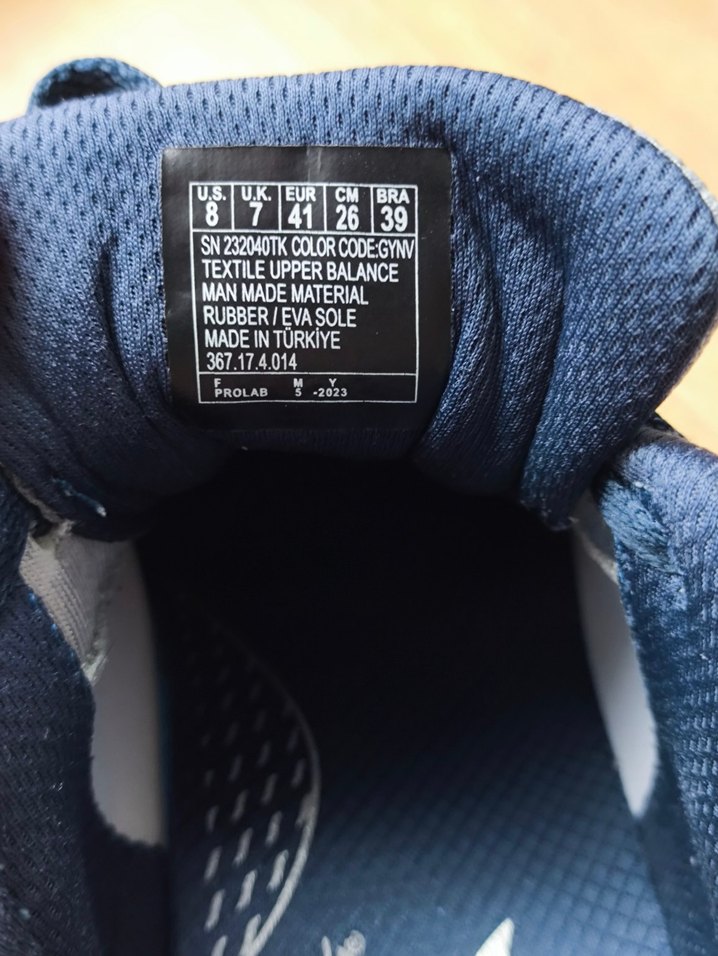 U.S. U.K. EUR CM BRA
8 7 41 26 39
SN 232040TK COLOR CODE:GYNV
TEXTILE UPPER BALANCE
MAN MADE MATERIAL
RUBBER / EVA SOLE
MADE IN TÜRKİYE
367.17.4.014
F M Y
PROLAB 5 -2023